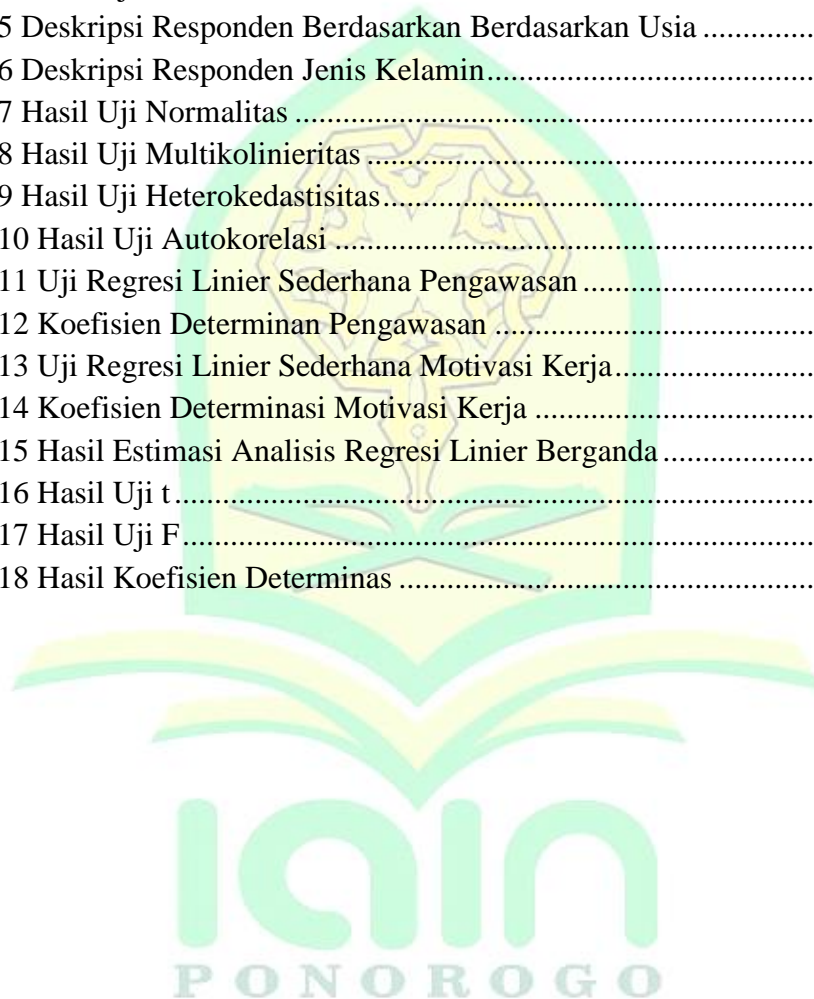 5 Deskripsi Responden Berdasarkan Berdasarkan Usia ..............
6 Deskripsi Responden Jenis Kelamin.........................................
7 Hasil Uji Normalitas .................................................................
8 Hasil Uji Multikolinieritas ........................................................
9 Hasil Uji Heterokedastisitas......................................................
10 Hasil Uji Autokorelasi ............................................................
11 Uji Regresi Linier Sederhana Pengawasan .............................
12 Koefisien Determinan Pengawasan ........................................
13 Uji Regresi Linier Sederhana Motivasi Kerja.........................
14 Koefisien Determinasi Motivasi Kerja ...................................
15 Hasil Estimasi Analisis Regresi Linier Berganda ...................
16 Hasil Uji t................................................................................
17 Hasil Uji F...............................................................................
18 Hasil Koefisien Determinas ....................................................
iain
PONOROGO